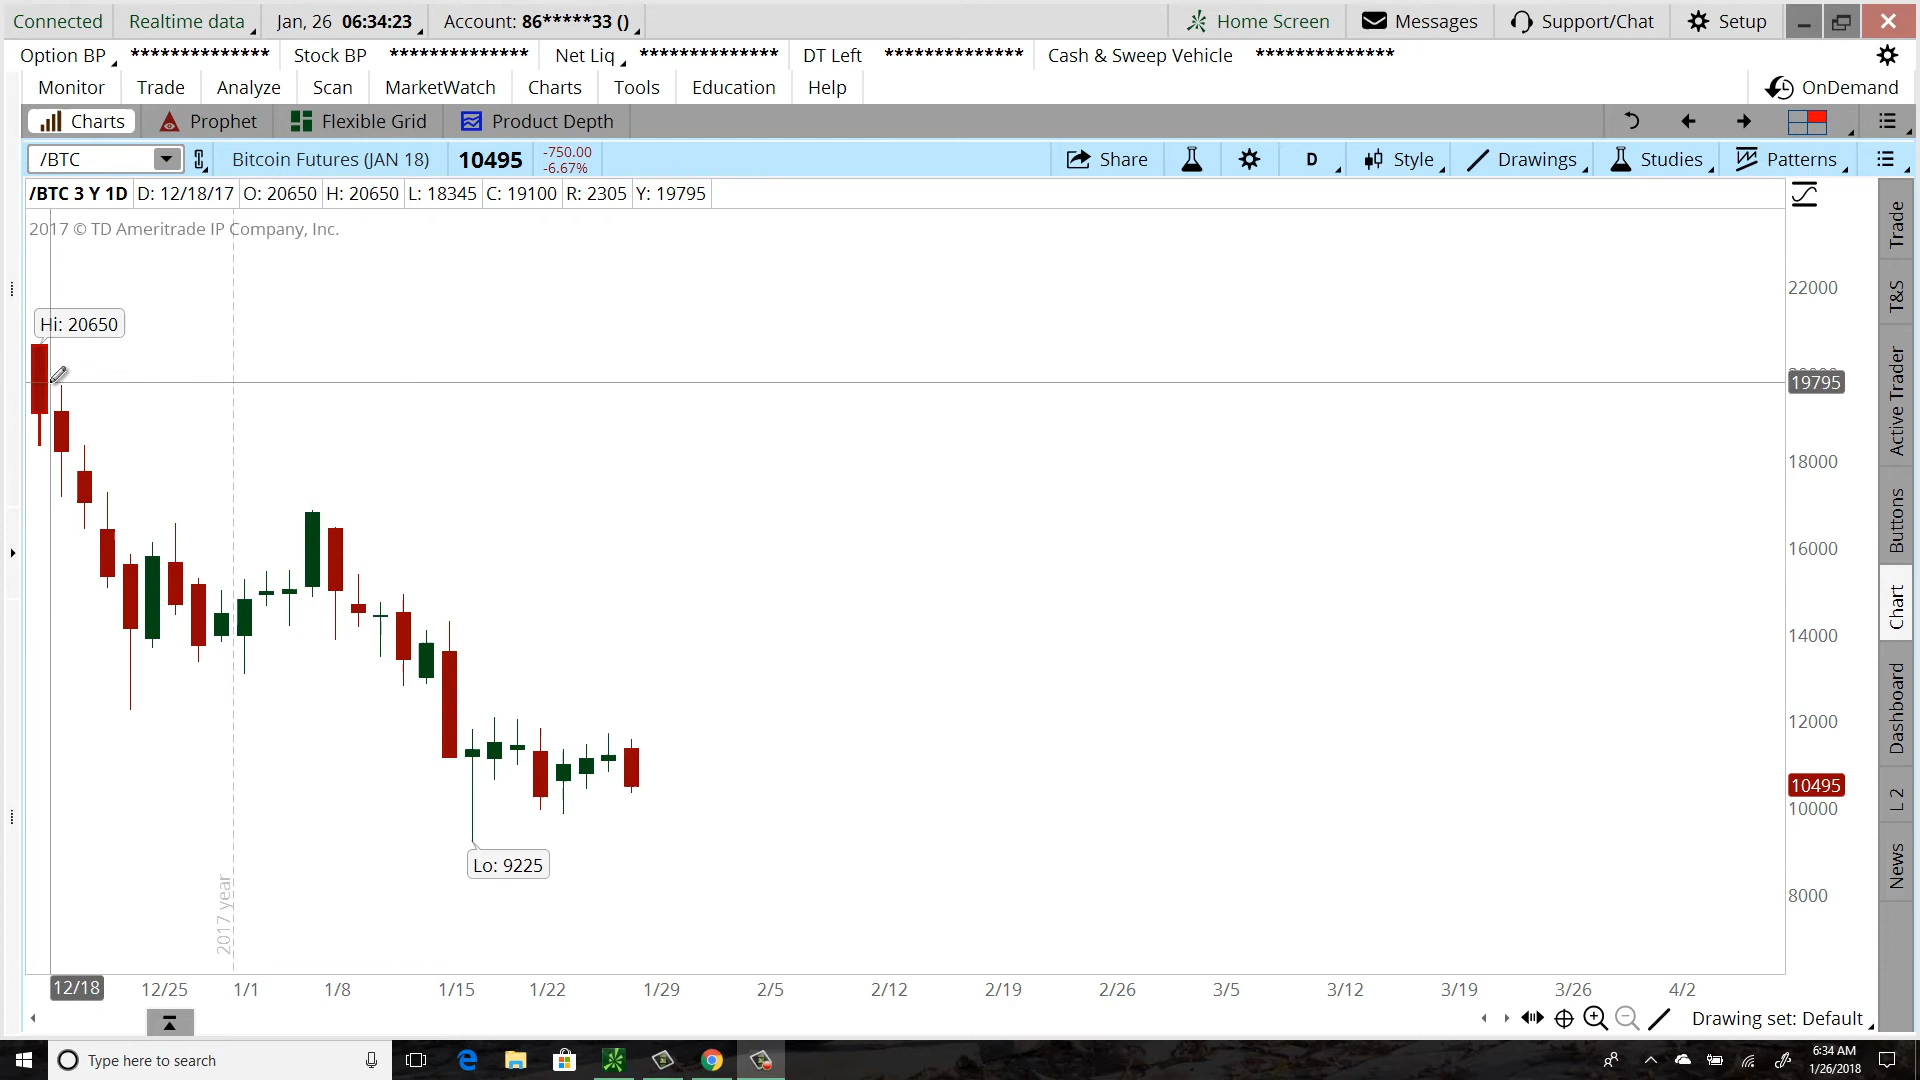 Connected Realtime data Jan, 26 06:34:23 Account: 86*****33 () Home Screen Messages Support/Chat Setup
Option BP ************** Stock BP ************** Net Liq ************** DT Left ************** Cash & Sweep Vehicle **************
Monitor Trade Analyze Scan MarketWatch Charts Tools Education Help OnDemand
Charts Prophet Flexible Grid Product Depth
/BTC Bitcoin Futures (JAN 18) 10495 -750.00 -6.67% Share D Style Drawings Studies Patterns
/BTC 3 Y 1D D: 12/18/17 O: 20650 H: 20650 L: 18345 C: 19100 R: 2305 Y: 19795
2017 © TD Ameritrade IP Company, Inc.
22000
Hi: 20650
19795
18000
16000
14000
12000
10495
10000
Lo: 9225
8000
2017 year
12/18 12/25 1/1 1/8 1/15 1/22 1/29 2/5 2/12 2/19 2/26 3/5 3/12 3/19 3/26 4/2
Drawing set: Default
Trade
T&S
Active Trader
Buttons
Chart
Dashboard
L 2
News
Type here to search
6:34 AM
1/26/2018